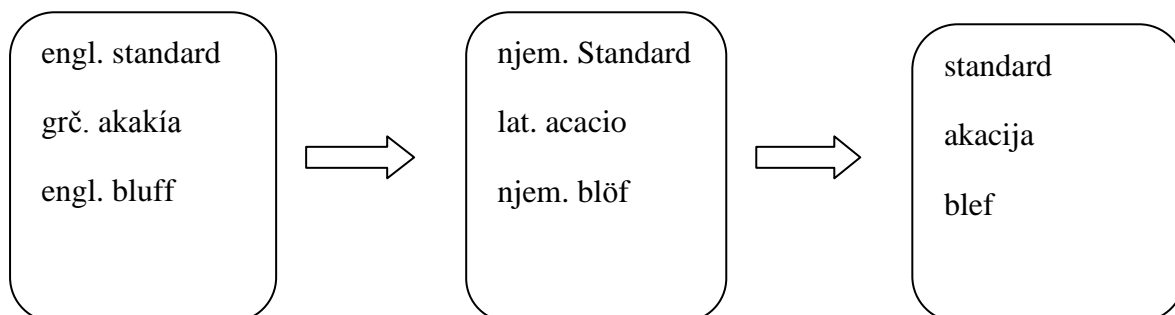 engl. standard
grč. akakía
engl. bluff
njem. Standard
lat. acacio
njem. blöf
standard
akacija
blef